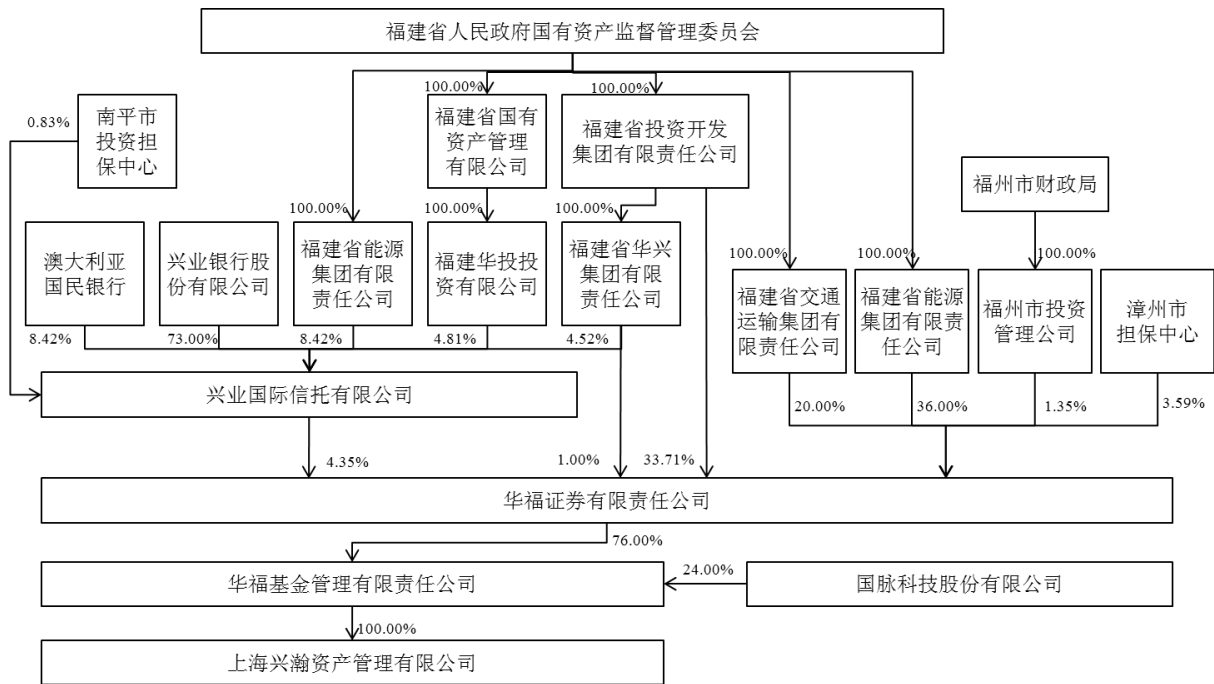 福建省人民政府国有资产监督管理委员会
100.00%
100.00%
0.83%
南平市
投资担
保中心
福建省国有
资产管理
有限公司
福建省投资开发
集团有限责任公司
福州市财政局
100.00%
100.00%
100.00%
澳大利亚
国民银行
兴业银行股
份有限公司
福建省能源
集团有限
责任公司
福建华投投
资有限公司
福建省华兴
集团有限
责任公司
100.00%
100.00%
100.00%
福建省交通
运输集团有
限责任公司
福建省能源
集团有限责
任公司
福州市投资
管理公司
漳州市
担保中心
8.42%
73.00%
8.42%
4.81%
4.52%
兴业国际信托有限公司
20.00%
36.00%
1.35%
3.59%
4.35%
1.00%
33.71%
华福证券有限责任公司
76.00%
华福基金管理有限责任公司
24.00%
国脉科技股份有限公司
100.00%
上海兴瀚资产管理有限公司